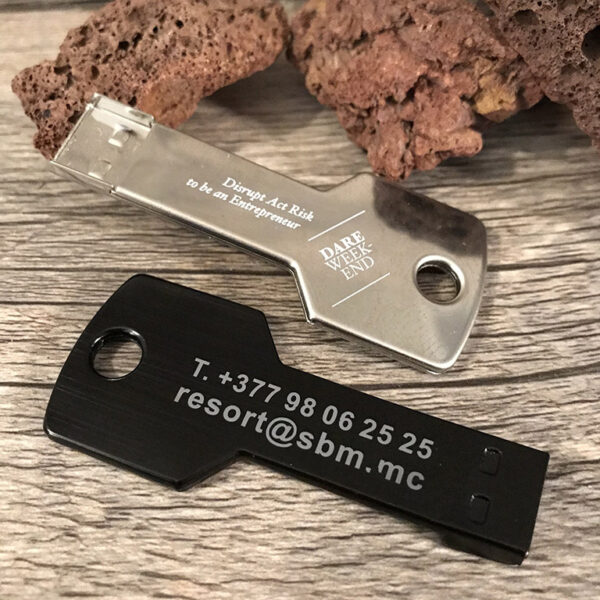 Disrupt Act Risk
to be an Entrepreneur
DARE
WEEK-
END
T. +377 98 06 25 25
resort@sbm.mc